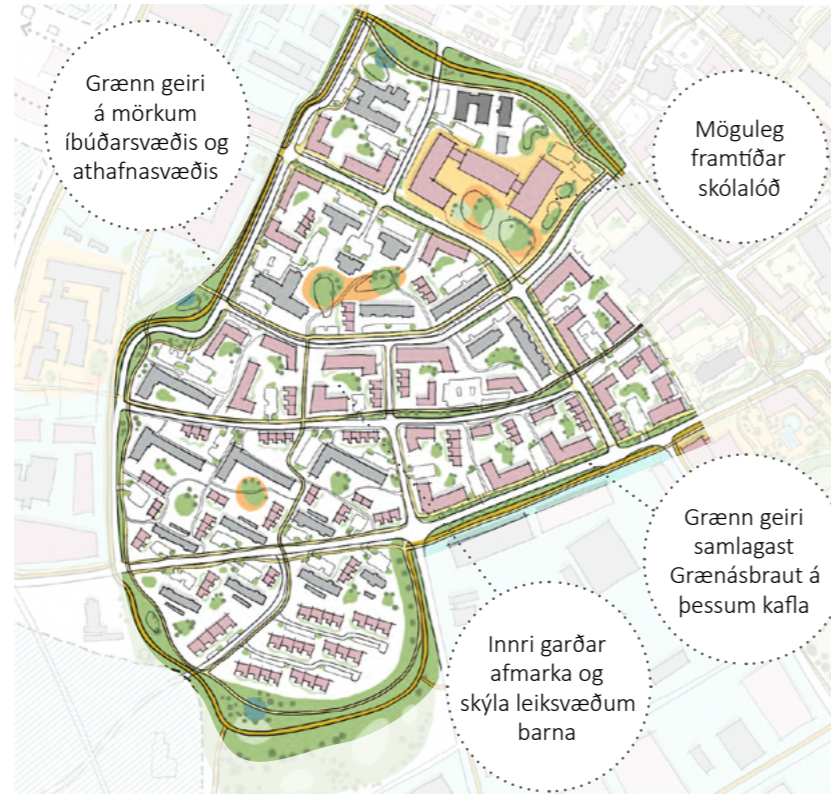 Grænn geiri
á mörkum
íbúðarsvæðis og
athafnasvæðis
Möguleg
framtíðar
skólalóð
Grænn geiri
samlagast
Grænásbraut á
þessum kafla
Innri garðar
afmarka og
skýla leiksvæðum
barna